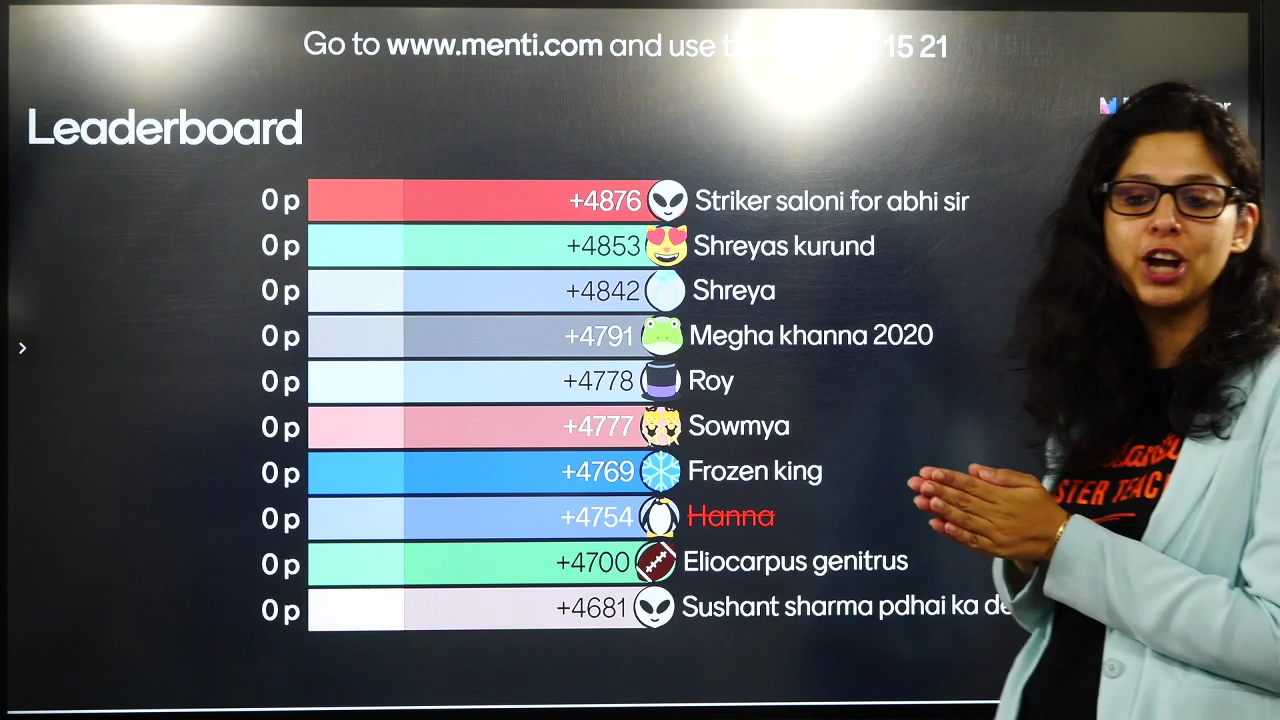 Go to www.menti.com and use 15 21
Leaderboard
0 p +4876 Striker saloni for abhi sir
0 p +4853 Shreyas kurund
0 p +4842 Shreya
0 p +4791 Megha khanna 2020
0 p +4778 Roy
0 p +4777 Sowmya
0 p +4769 Frozen king
0 p +4754 Hanna
0 p +4700 Eliocarpus genitrus
0 p +4681 Sushant sharma pdhai ka